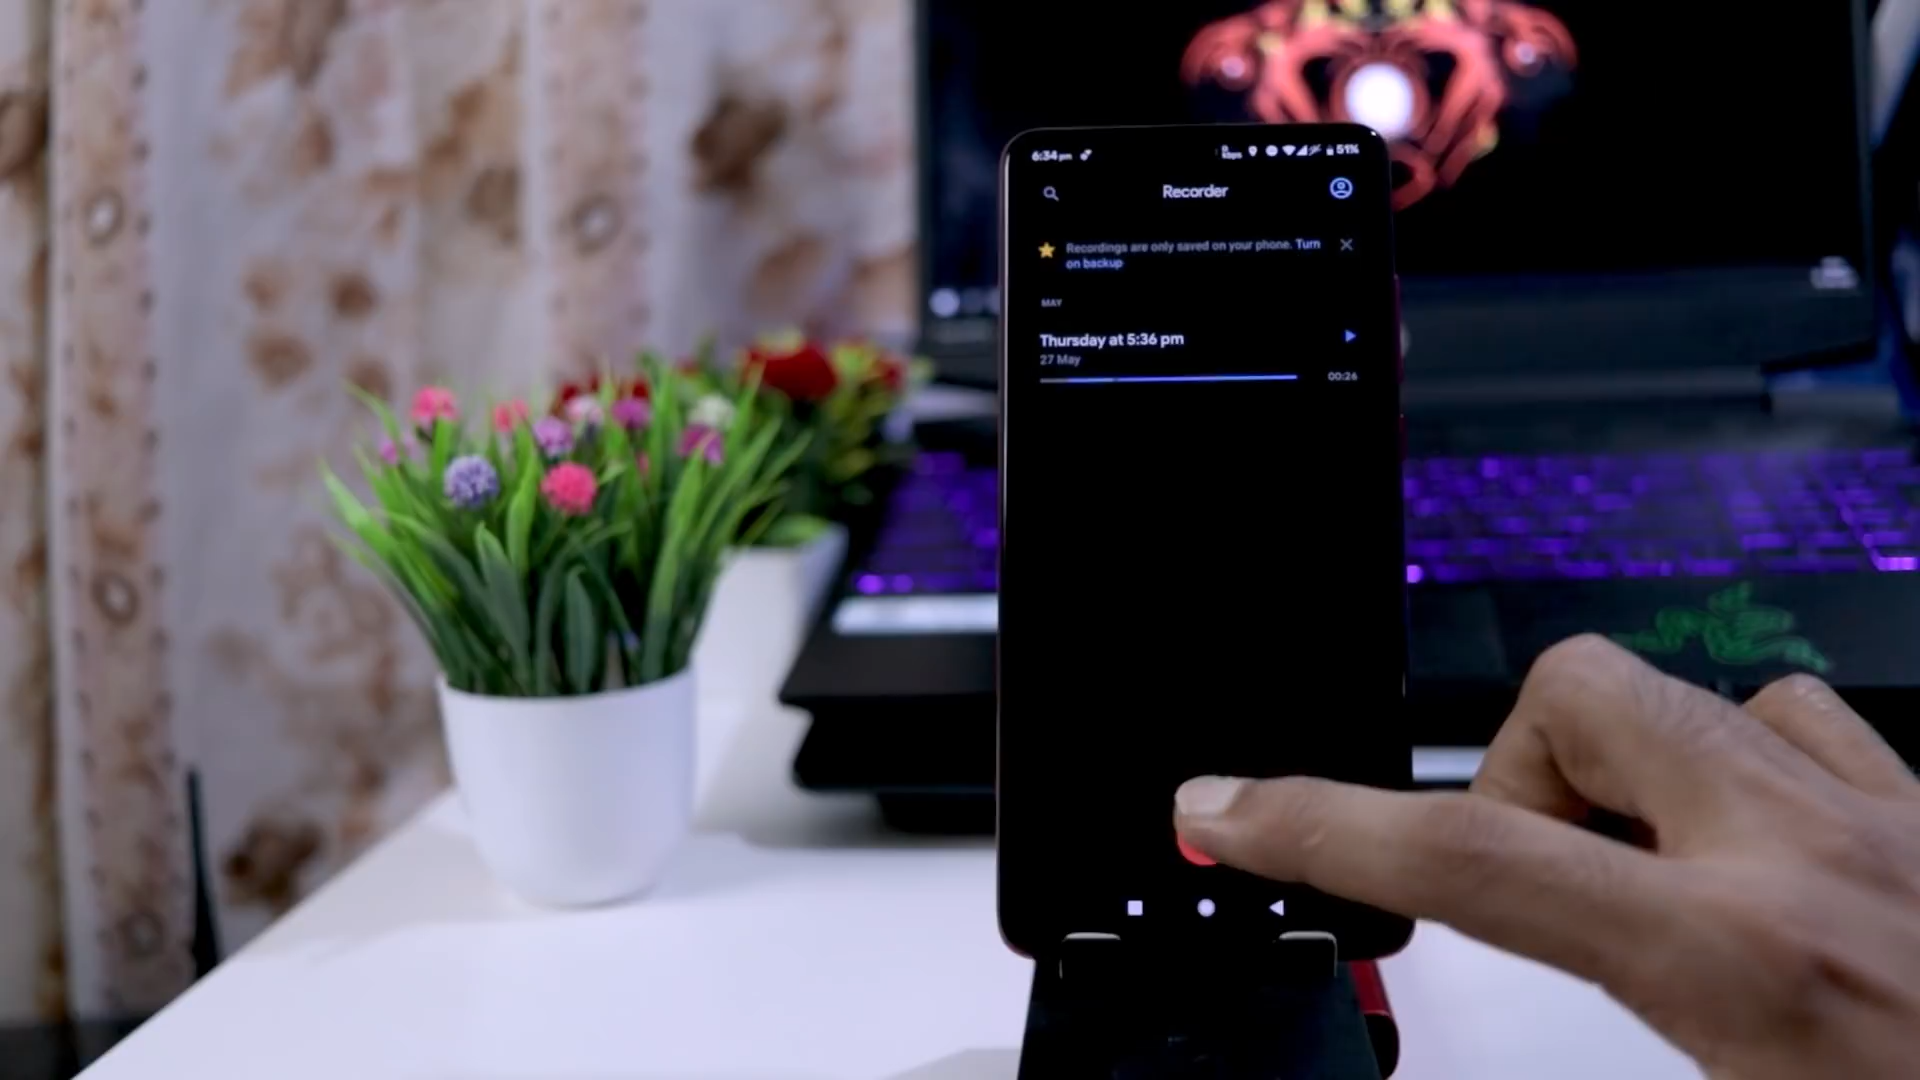 6:34 pm
51%
Recorder
Recordings are only saved on your phone. Turn
on backup
MAY
Thursday at 5:36 pm
27 May
00:26